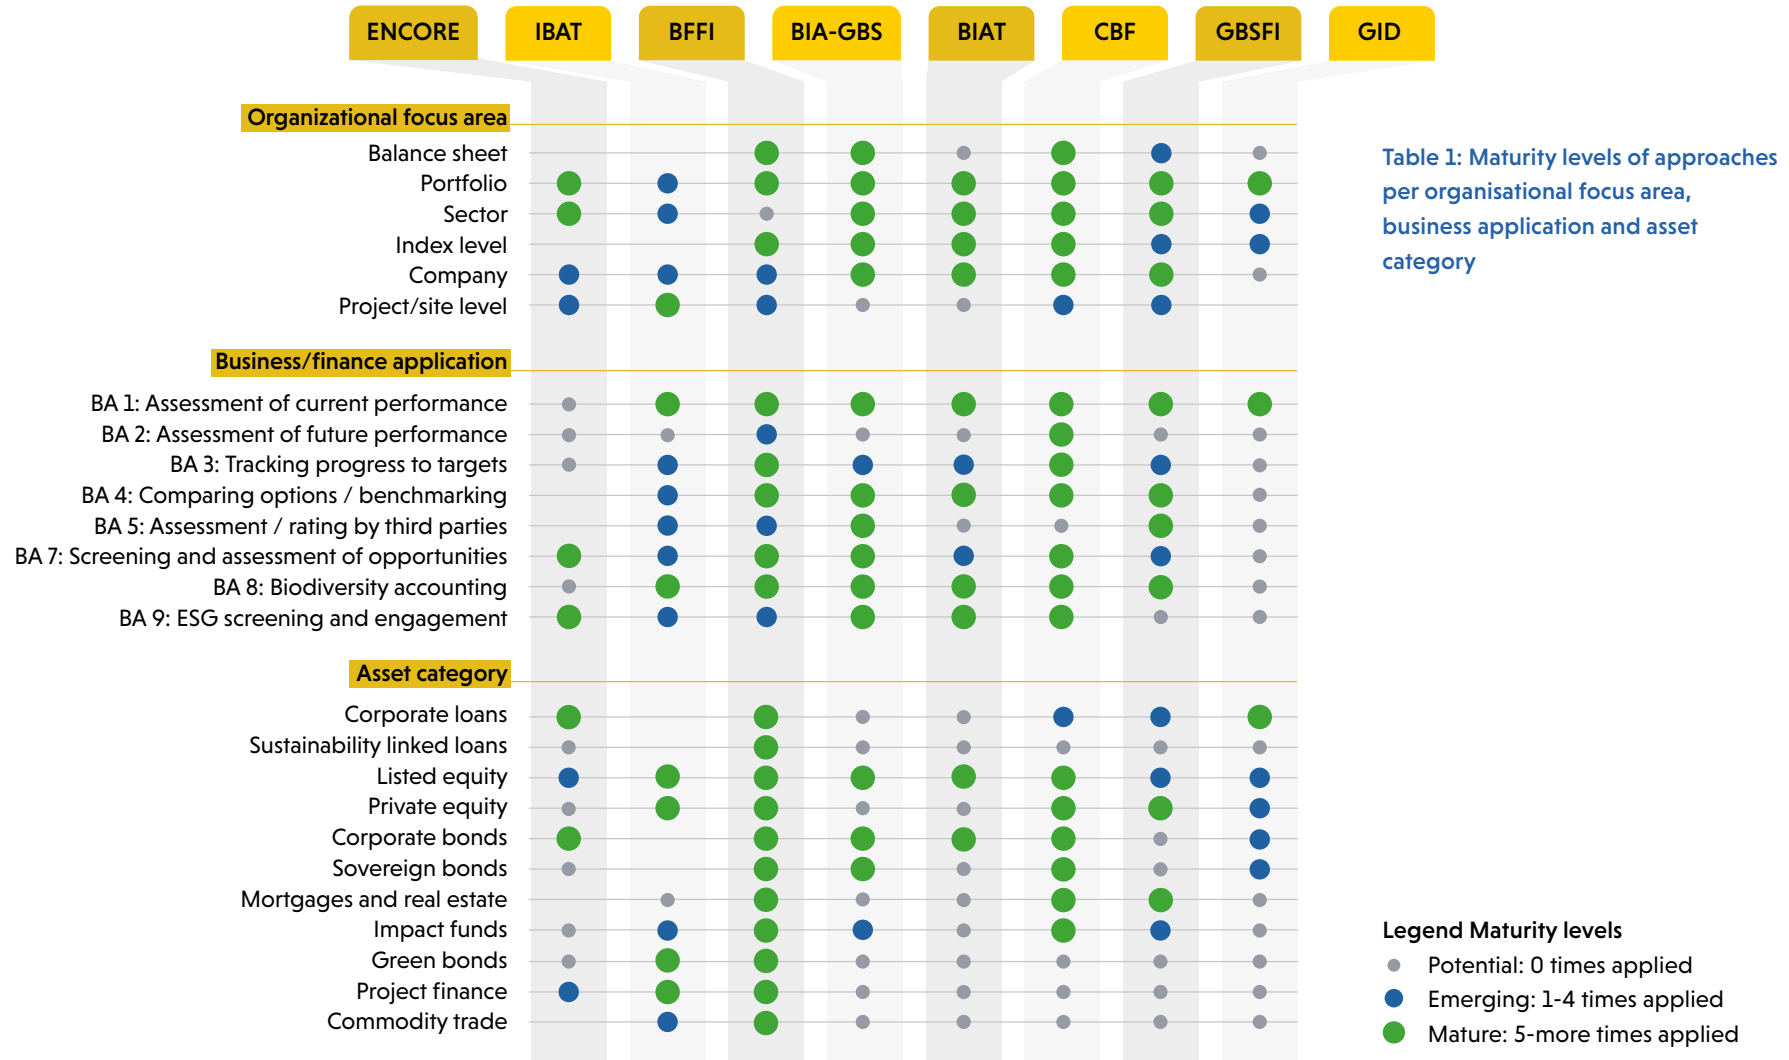 ENCORE IBAT BFFI BIA-GBS BIAT CBF GBSFI GID
Organizational focus area
Balance sheet
Portfolio
Sector
Index level
Company
Project/site level
Table 1: Maturity levels of approaches
per organisational focus area,
business application and asset
category
Business/finance application
BA 1: Assessment of current performance
BA 2: Assessment of future performance
BA 3: Tracking progress to targets
BA 4: Comparing options / benchmarking
BA 5: Assessment / rating by third parties
BA 7: Screening and assessment of opportunities
BA 8: Biodiversity accounting
BA 9: ESG screening and engagement
Asset category
Corporate loans
Sustainability linked loans
Listed equity
Private equity
Corporate bonds
Sovereign bonds
Mortgages and real estate
Impact funds
Green bonds
Project finance
Commodity trade
Legend Maturity levels
Potential: 0 times applied
Emerging: 1-4 times applied
Mature: 5-more times applied